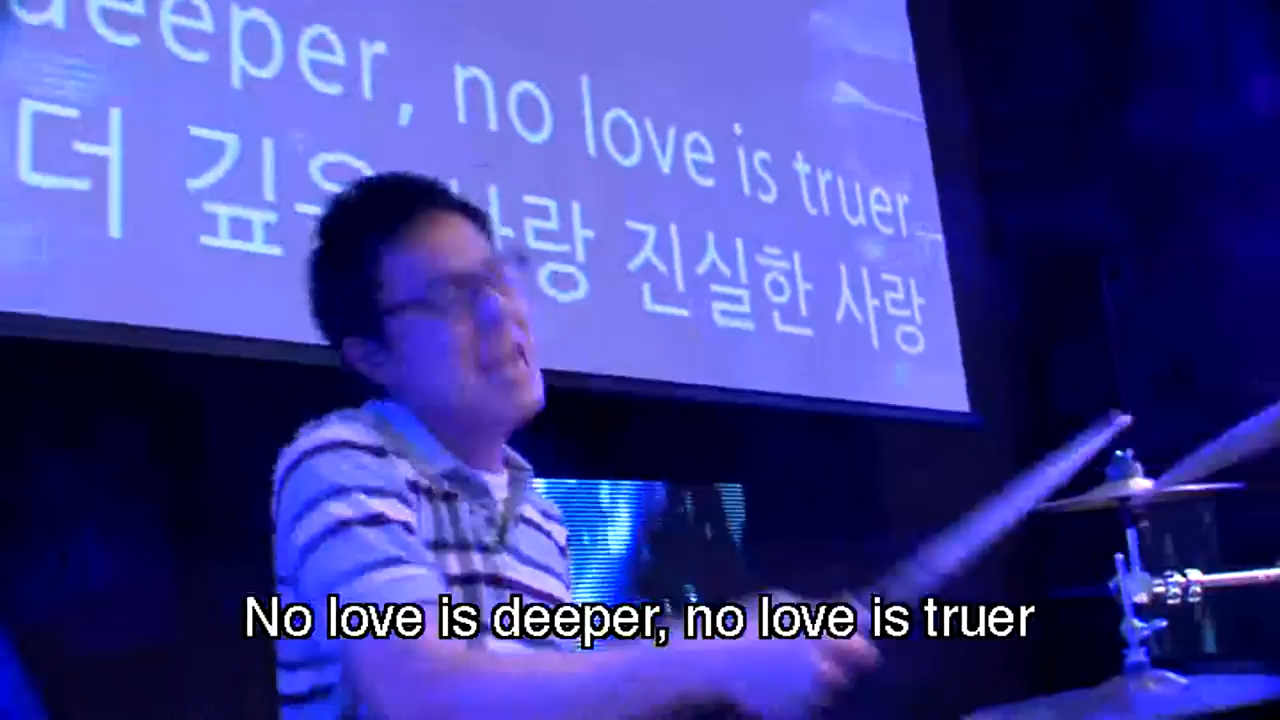 deeper, no love is truer
더 깊은 사랑 진실한 사랑
No love is deeper, no love is truer